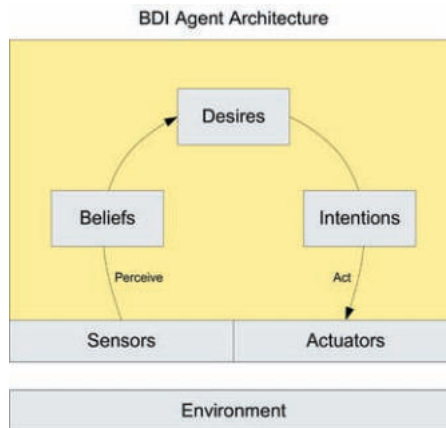 BDI Agent Architecture
Desires
Beliefs
Intentions
Perceive
Act
Sensors
Actuators
Environment